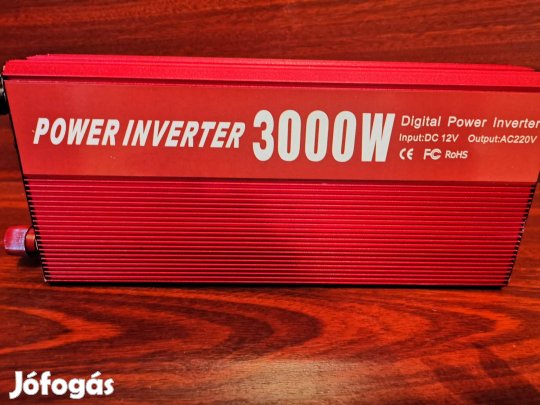 POWER INVERTER 3000W
Digital Power Inverter
Input:DC 12V Output:AC220V
CE FC RoHS
Jófogás